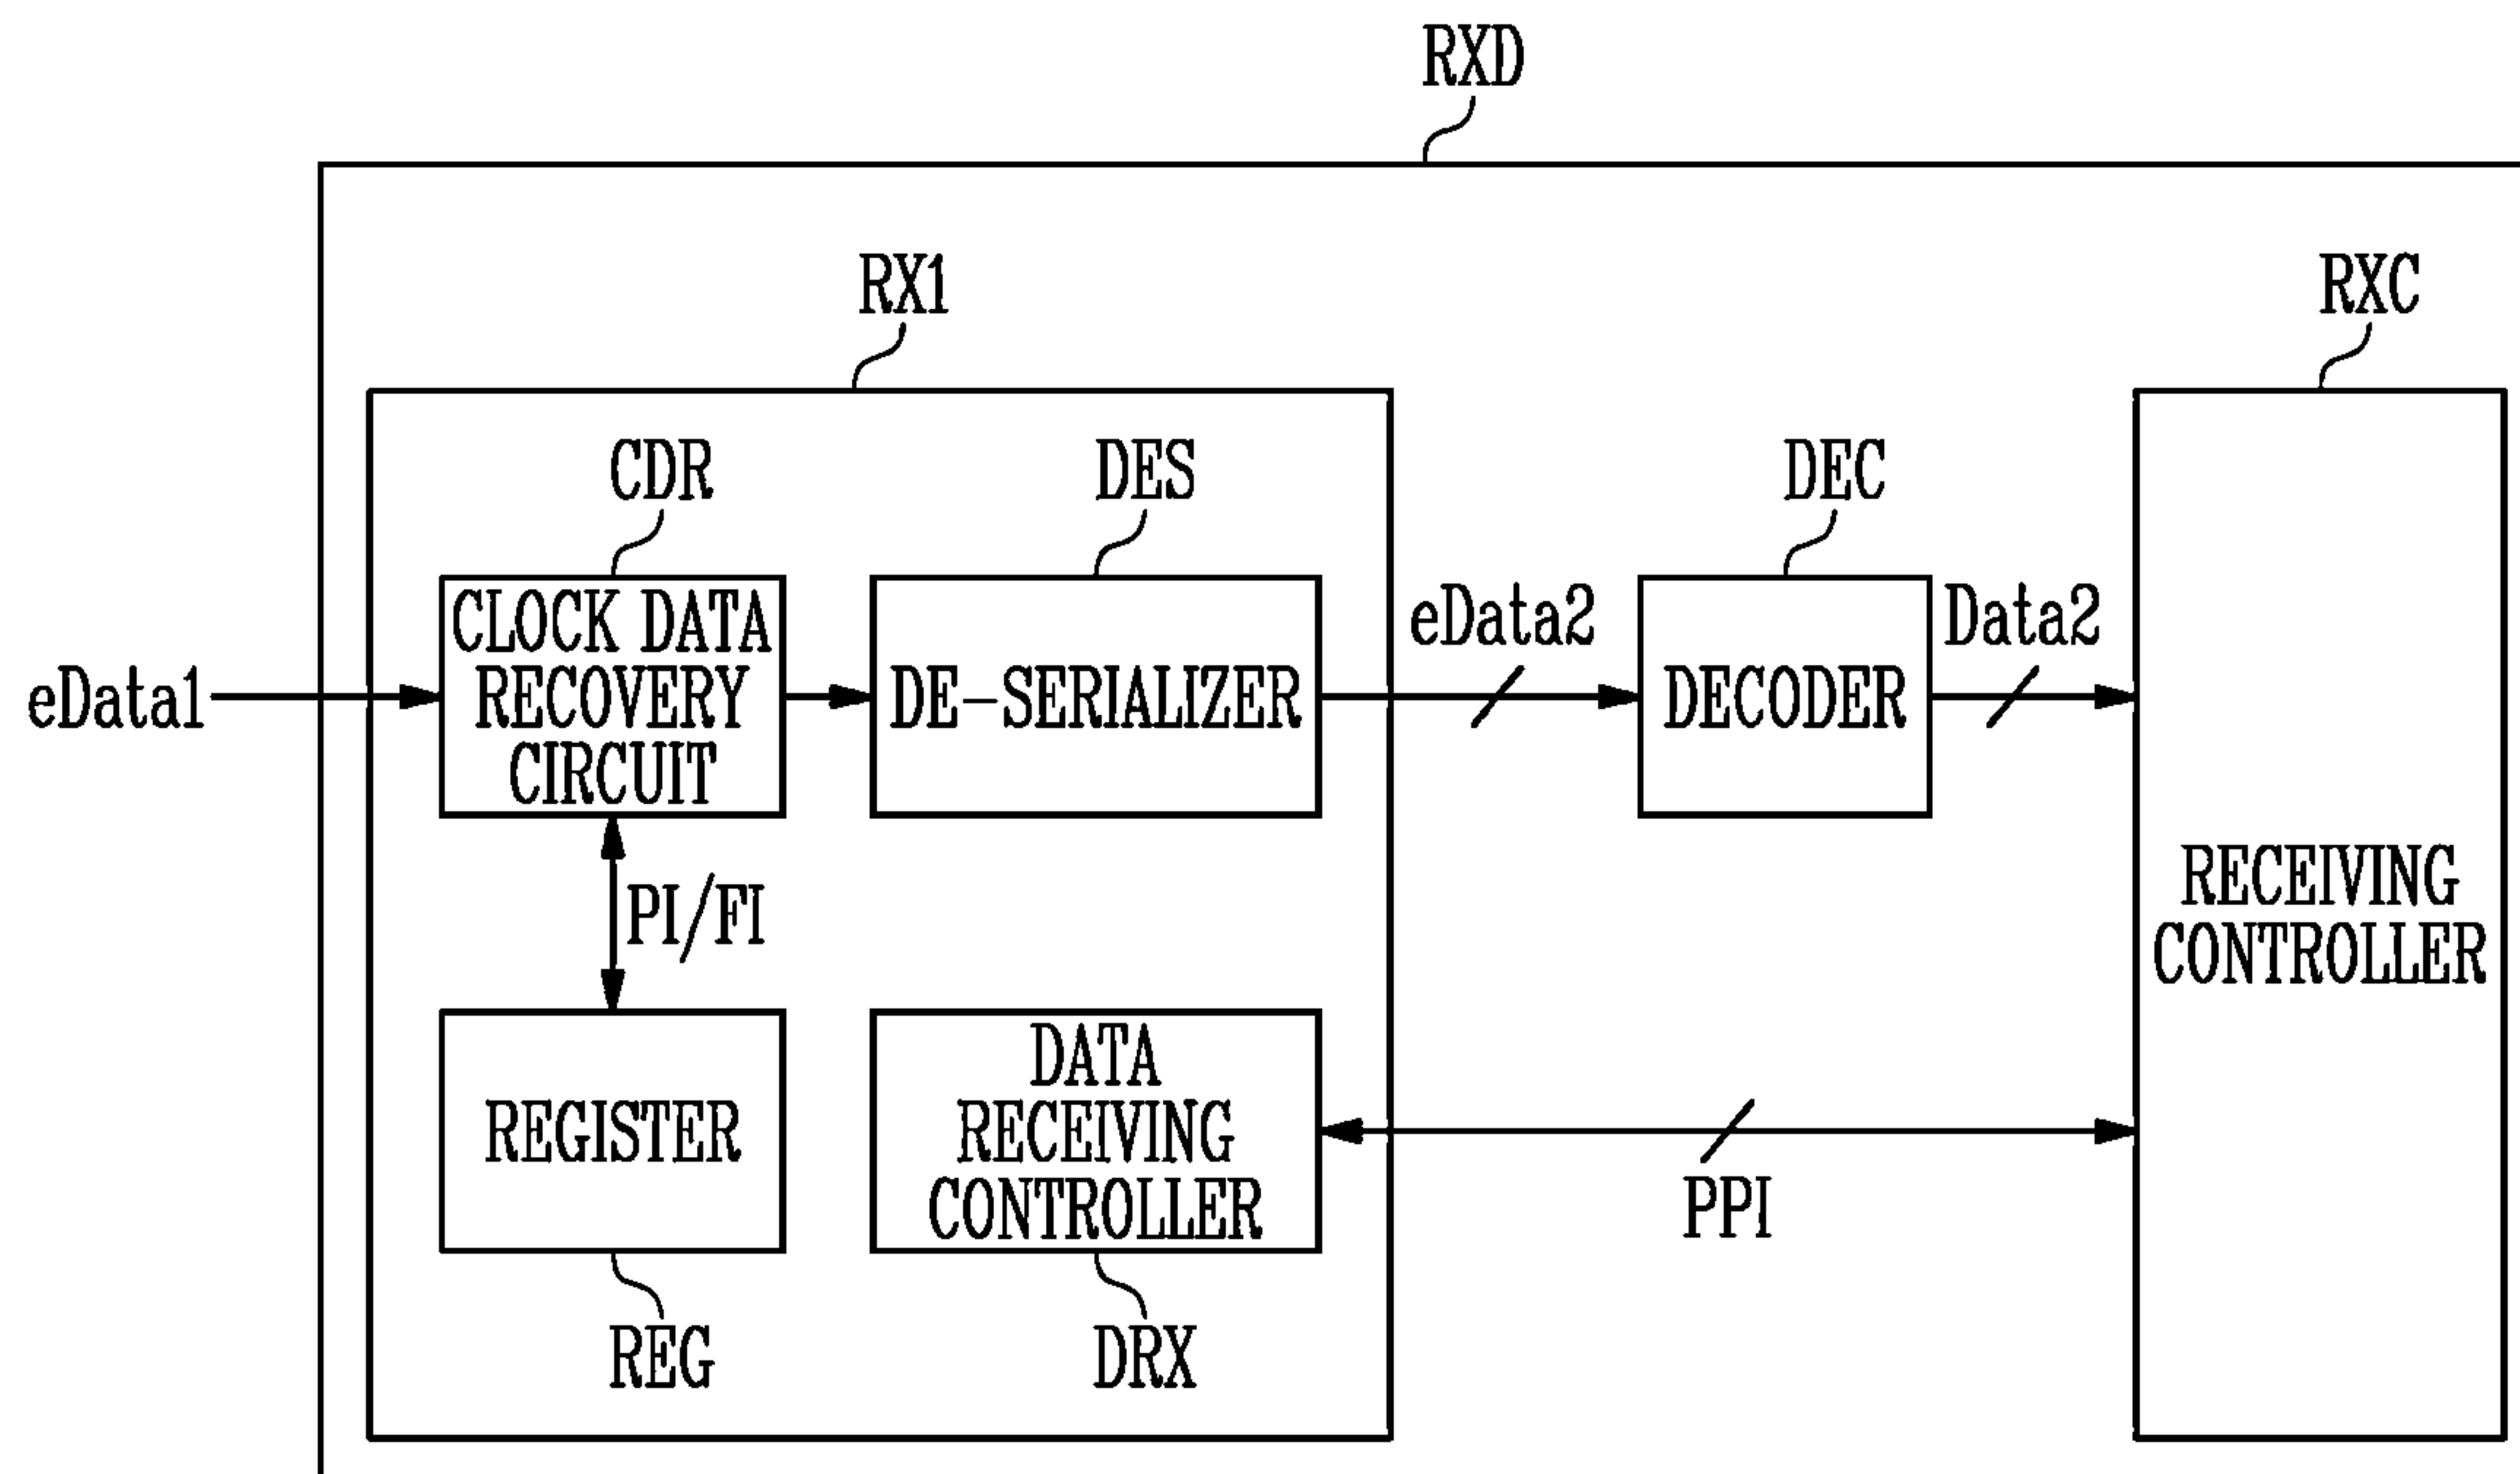 RXD
RX1
RXC
CDR
DES
DEC
CLOCK DATA
RECOVERY
CIRCUIT
DE-SERIALIZER
eData2
DECODER
Data2
eData1
RECEIVING
CONTROLLER
PI/FI
REGISTER
DATA
RECEIVING
CONTROLLER
PPI
REG
DRX